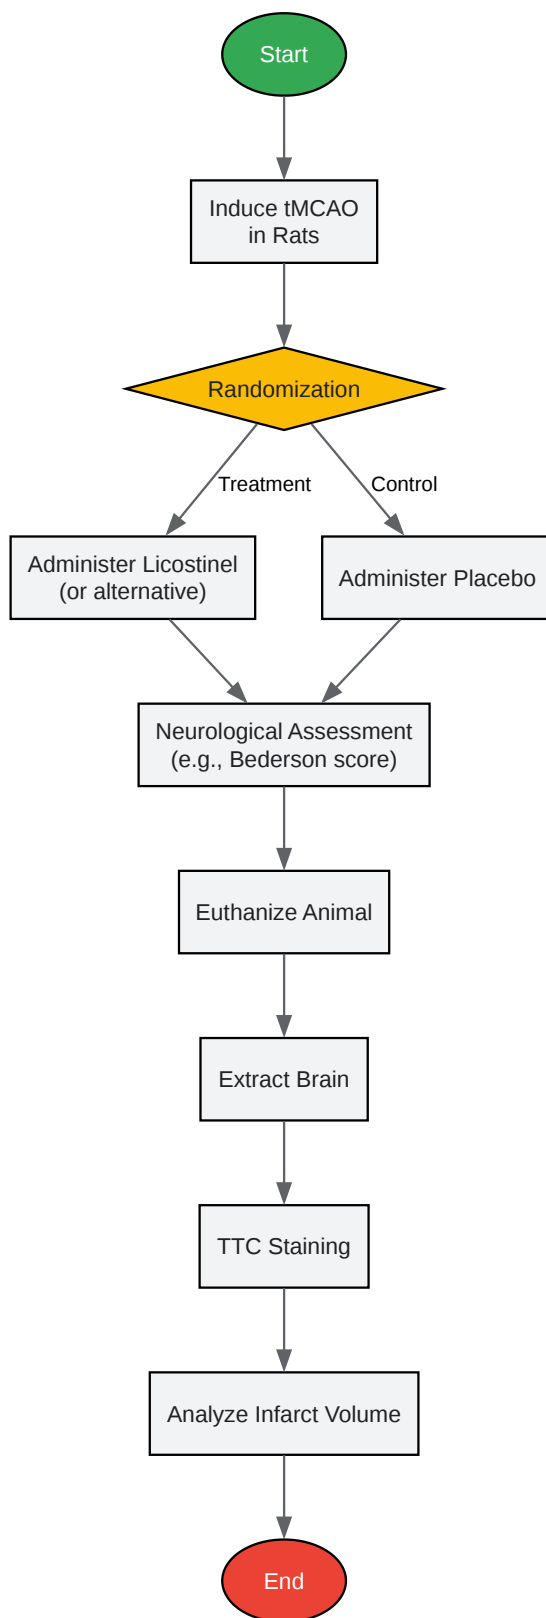 Start
Induce tMCAO
in Rats
Randomization
Treatment
Control
Administer Licostinel
(or alternative)
Administer Placebo
Neurological Assessment
(e.g., Bederson score)
Euthanize Animal
Extract Brain
TTC Staining
Analyze Infarct Volume
End